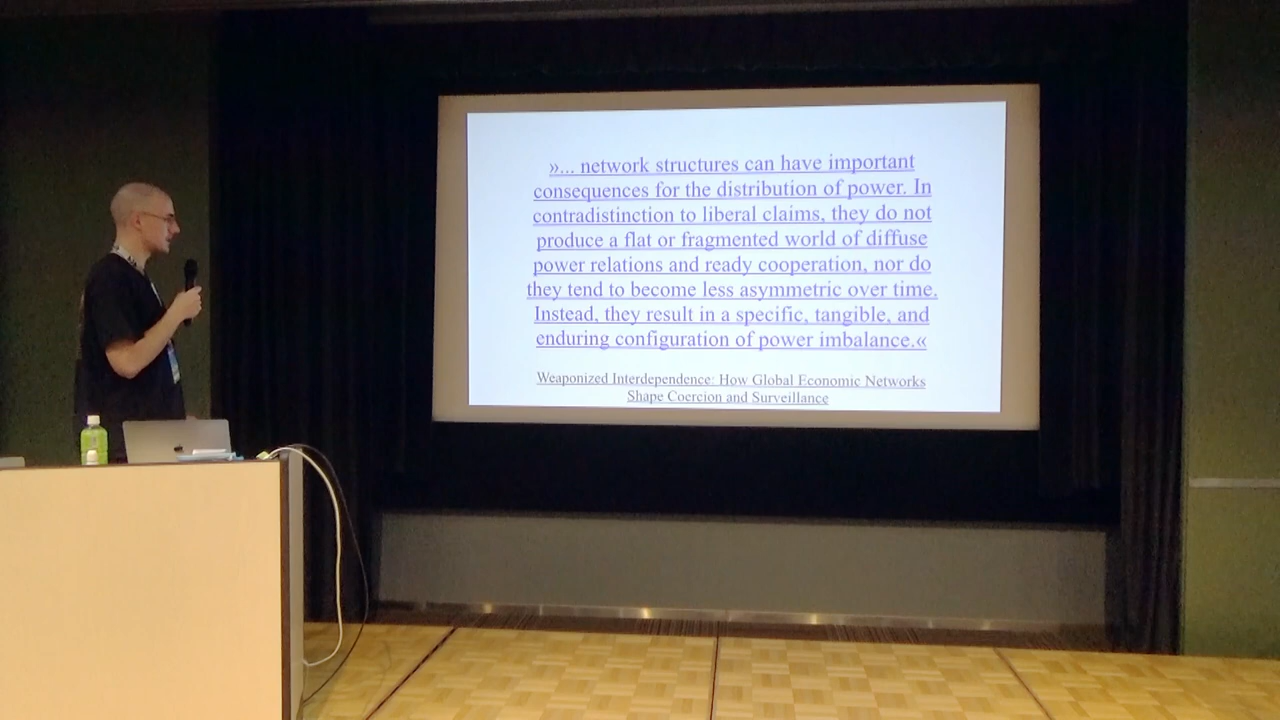 »... network structures can have important
consequences for the distribution of power. In
contradistinction to liberal claims, they do not
produce a flat or fragmented world of diffuse
power relations and ready cooperation, nor do
they tend to become less asymmetric over time.
Instead, they result in a specific, tangible, and
enduring configuration of power imbalance.«
Weaponized Interdependence: How Global Economic Networks
Shape Coercion and Surveillance